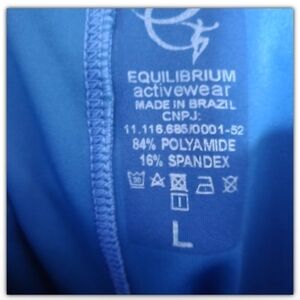 EQUILIBRIUM
activewear
MADE IN BRAZIL
CNPJ:
11.116.685/0001-52
84% POLYAMIDE
16% SPANDEX
L